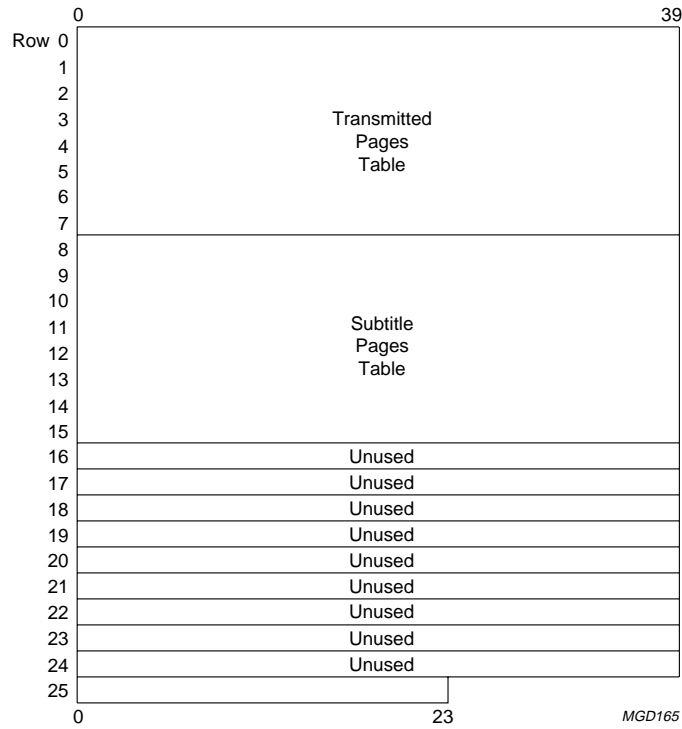 0 39
Row 0
1
2
3 Transmitted
4 Pages
5 Table
6
7
8
9
10
11 Subtitle
12 Pages
13 Table
14
15
16 Unused
17 Unused
18 Unused
19 Unused
20 Unused
21 Unused
22 Unused
23 Unused
24 Unused
25
0 23 MGD165